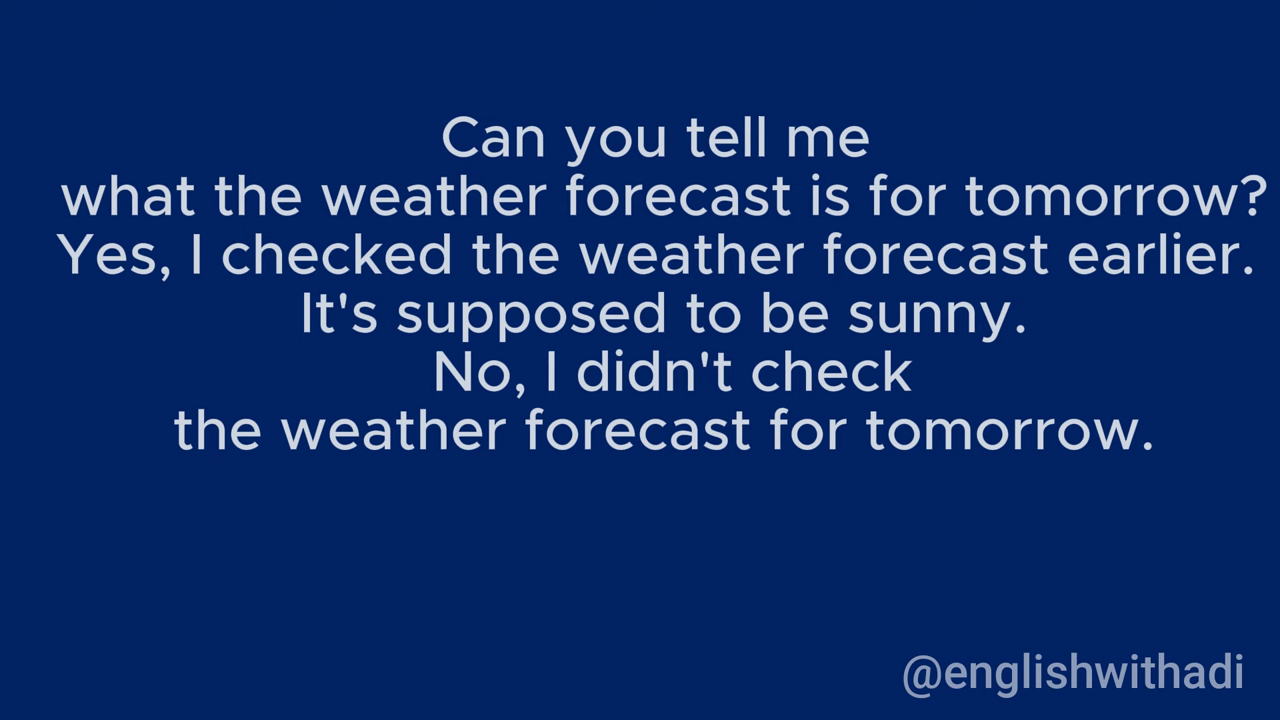 Can you tell me
what the weather forecast is for tomorrow?
Yes, I checked the weather forecast earlier.
It's supposed to be sunny.
No, I didn't check
the weather forecast for tomorrow.
@englishwithadi